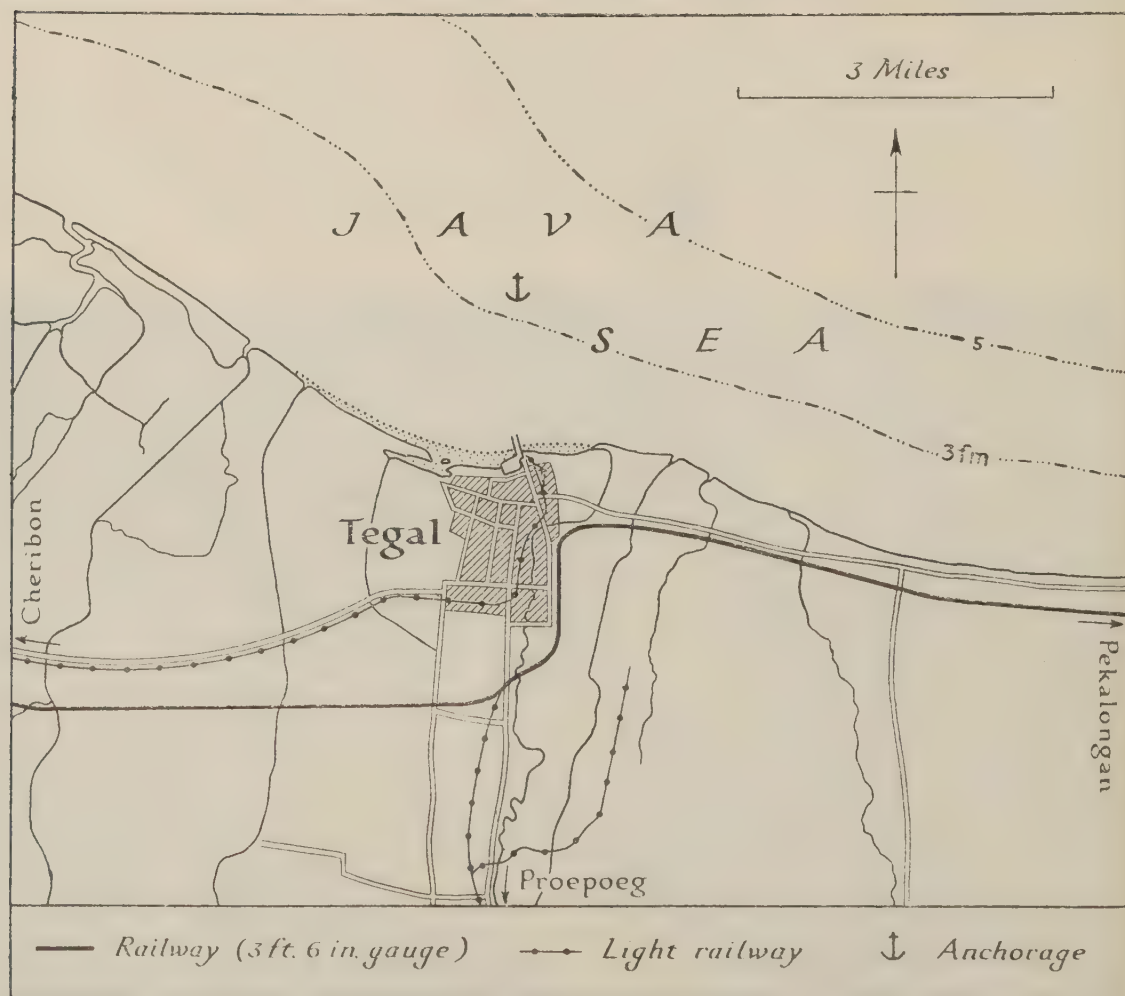 3 Miles
J A V A
S E A
5
3fm
Tegal
Cheribon
Pekalongan
Proepoeg
Railway (3 ft. 6 in. gauge)
Light railway
Anchorage